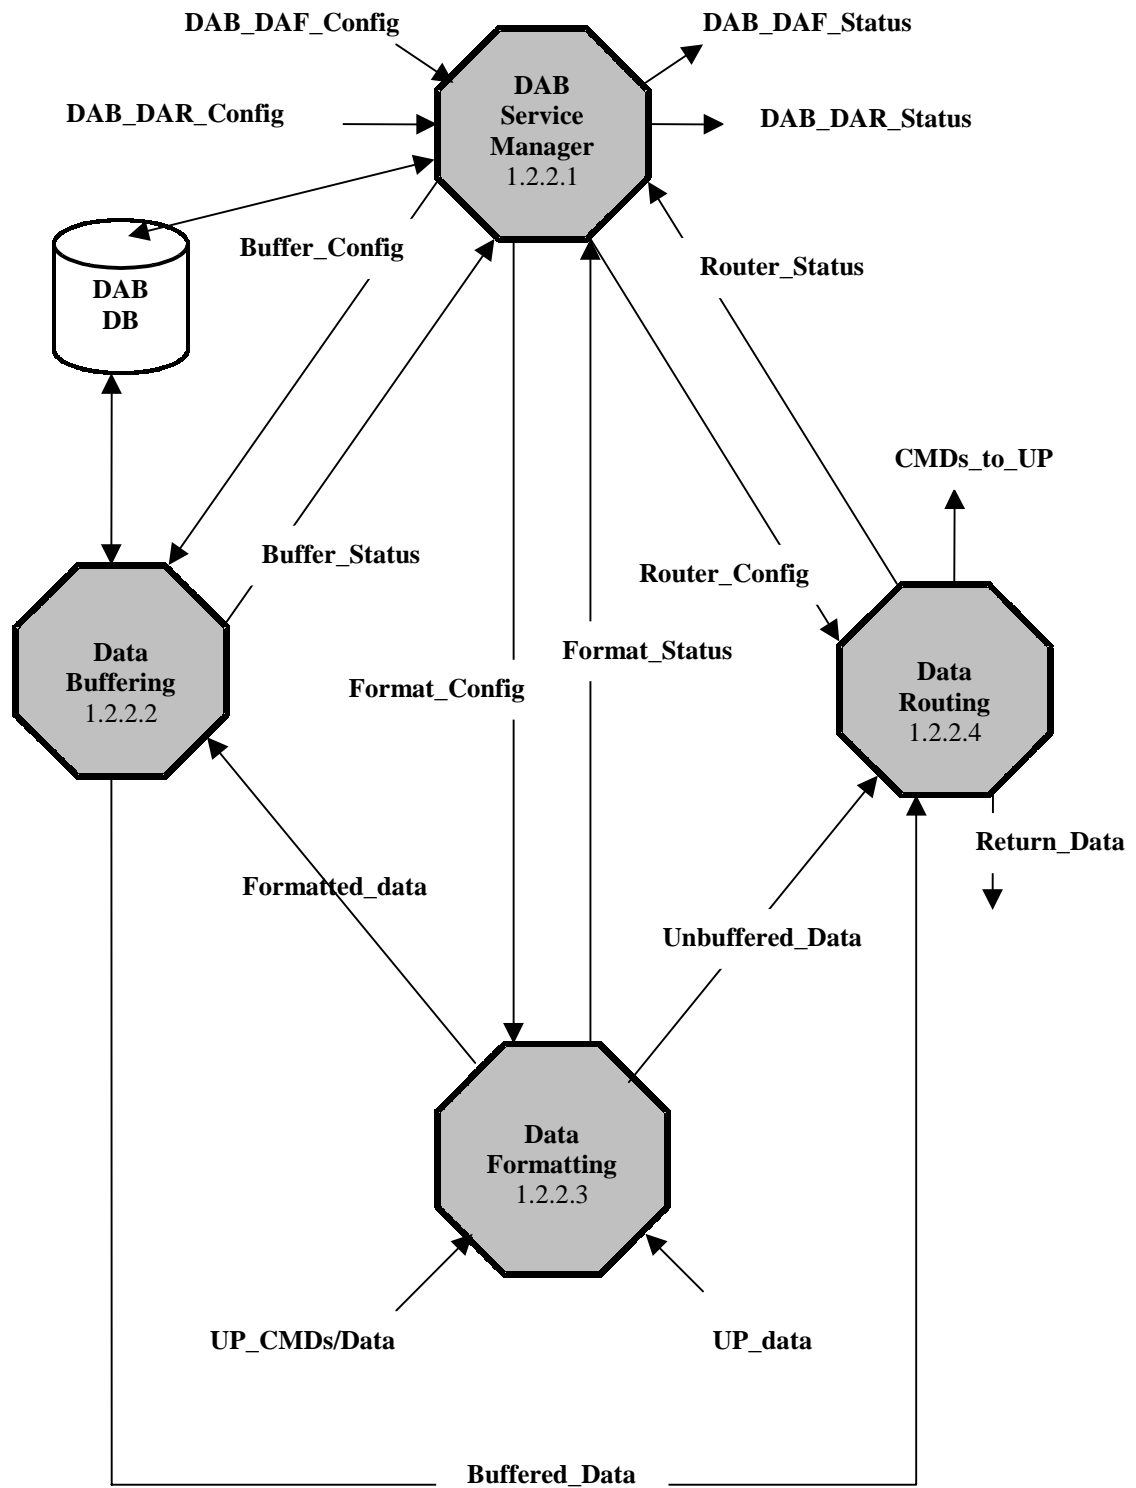 DAB_DAF_Config
DAB_DAF_Status
DAB_DAR_Config
DAB
Service
Manager
1.2.2.1
DAB_DAR_Status
Buffer_Config
Router_Status
DAB
DB
CMDs_to_UP
Buffer_Status
Router_Config
Format_Status
Format_Config
Data
Buffering
1.2.2.2
Data
Routing
1.2.2.4
Return_Data
Formatted_data
Unbuffered_Data
Data
Formatting
1.2.2.3
UP_CMDs/Data
UP_data
Buffered_Data